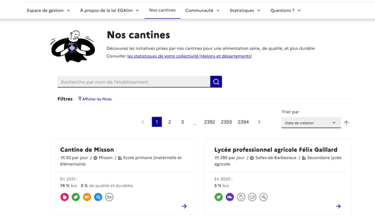 Espace de gestion
A propos de la loi EGAlim
Nos cantines
Communauté
Statistiques
Questions ?
Nos cantines
Découvrez les initiatives prises par nos cantines pour une alimentation saine, de qualité, et plus durable
Consulter les statistiques de votre collectivité (régions et départements)
Recherche par nom de l'établissement
Filtres
Afficher les filtres
Trier par
1 2 3 ... 2392 2393 2394
Date de création
Cantine de Misson
50 par jour / Misson / École primaire (maternelle et élémentaire)
En 2021 :
74 % bio 3 % de qualité et durables
Lycée professionnel agricole Félix Gaillard
280 par jour / Salles-de-Barbezieux / Secondaire lycée agricole
En 2020 :
3 % bio